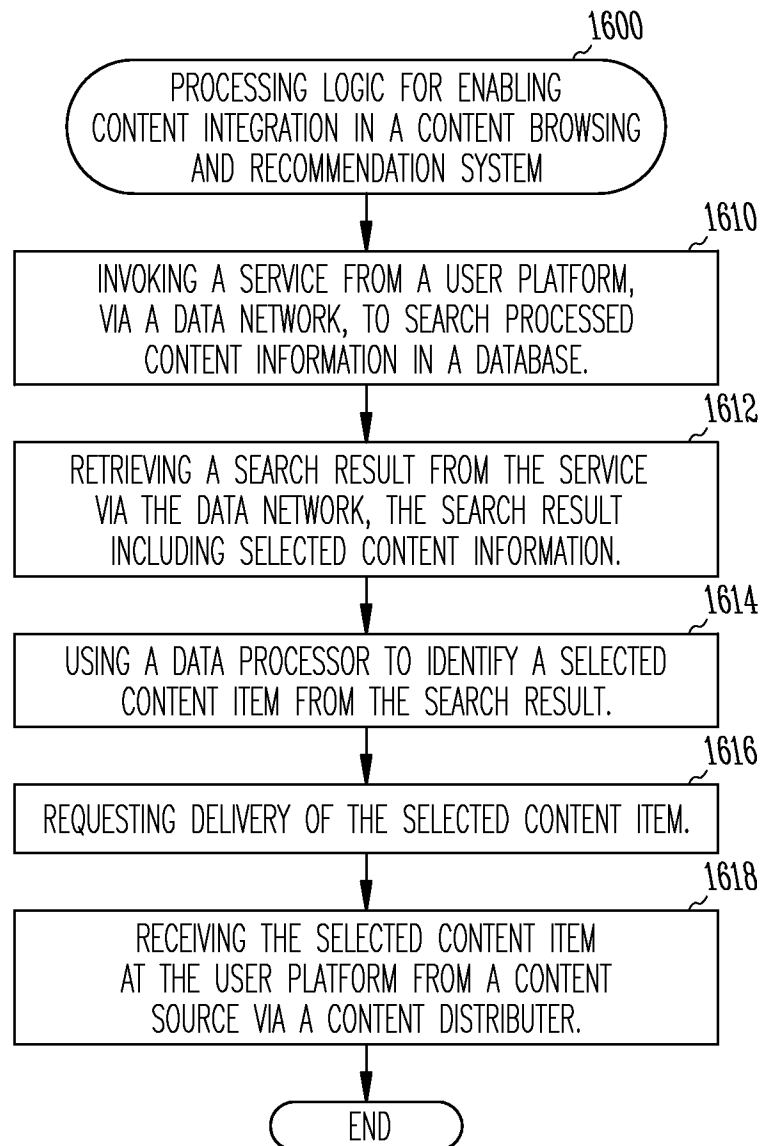 1600
PROCESSING LOGIC FOR ENABLING
CONTENT INTEGRATION IN A CONTENT BROWSING
AND RECOMMENDATION SYSTEM
1610
INVOKING A SERVICE FROM A USER PLATFORM,
VIA A DATA NETWORK, TO SEARCH PROCESSED
CONTENT INFORMATION IN A DATABASE.
1612
RETRIEVING A SEARCH RESULT FROM THE SERVICE
VIA THE DATA NETWORK, THE SEARCH RESULT
INCLUDING SELECTED CONTENT INFORMATION.
1614
USING A DATA PROCESSOR TO IDENTIFY A SELECTED
CONTENT ITEM FROM THE SEARCH RESULT.
1616
REQUESTING DELIVERY OF THE SELECTED CONTENT ITEM.
1618
RECEIVING THE SELECTED CONTENT ITEM
AT THE USER PLATFORM FROM A CONTENT
SOURCE VIA A CONTENT DISTRIBUTER.
END